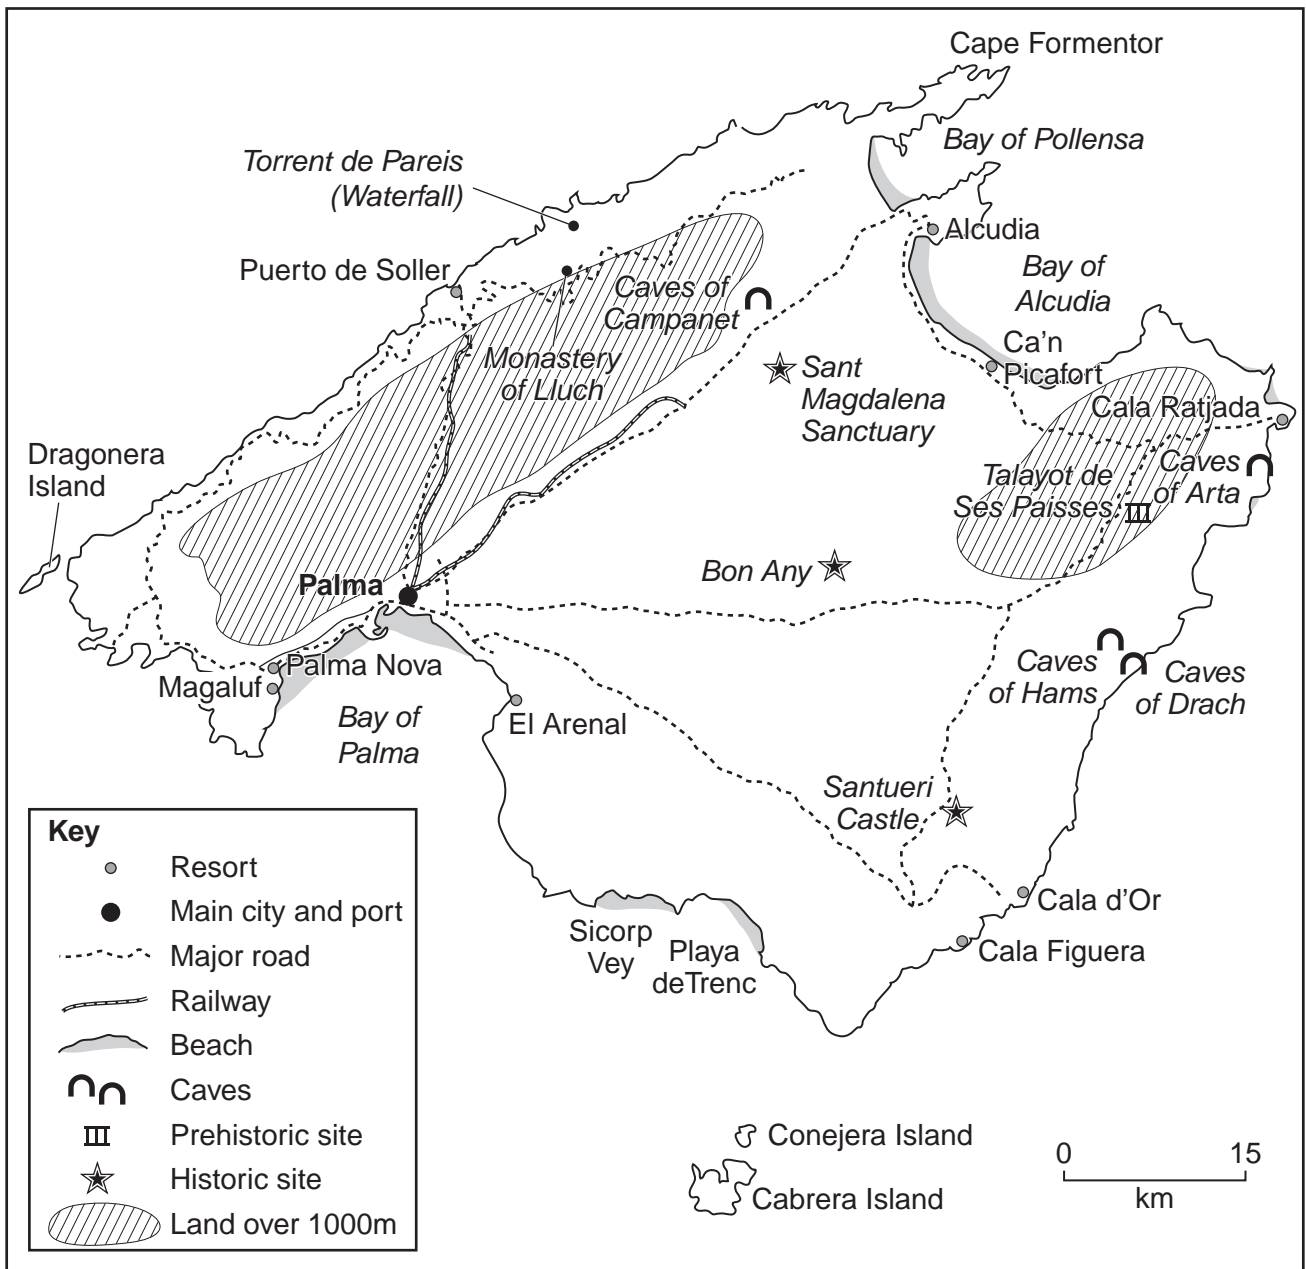 Cape Formentor
Bay of Pollensa
Torrent de Pareis
(Waterfall)
Alcudia
Puerto de Soller
Bay of
Alcudia
Caves of
Campanet
Ca'n
Picafort
Monastery
of Lluch
Sant
Magdalena
Sanctuary
Cala Ratjada
Dragonera
Island
Talayot de
Ses Paisses
Caves
of Arta
Bon Any
Palma
Palma Nova
Magaluf
Caves
of Hams
Caves
of Drach
Bay of
Palma
El Arenal
Santueri
Castle
Cala d'Or
Cala Figuera
Sicorp
Vey
Playa
deTrenc
Key
Resort
Main city and port
Major road
Railway
Beach
Caves
Prehistoric site
Historic site
Land over 1000m
Conejera Island
Cabrera Island
0 15
km